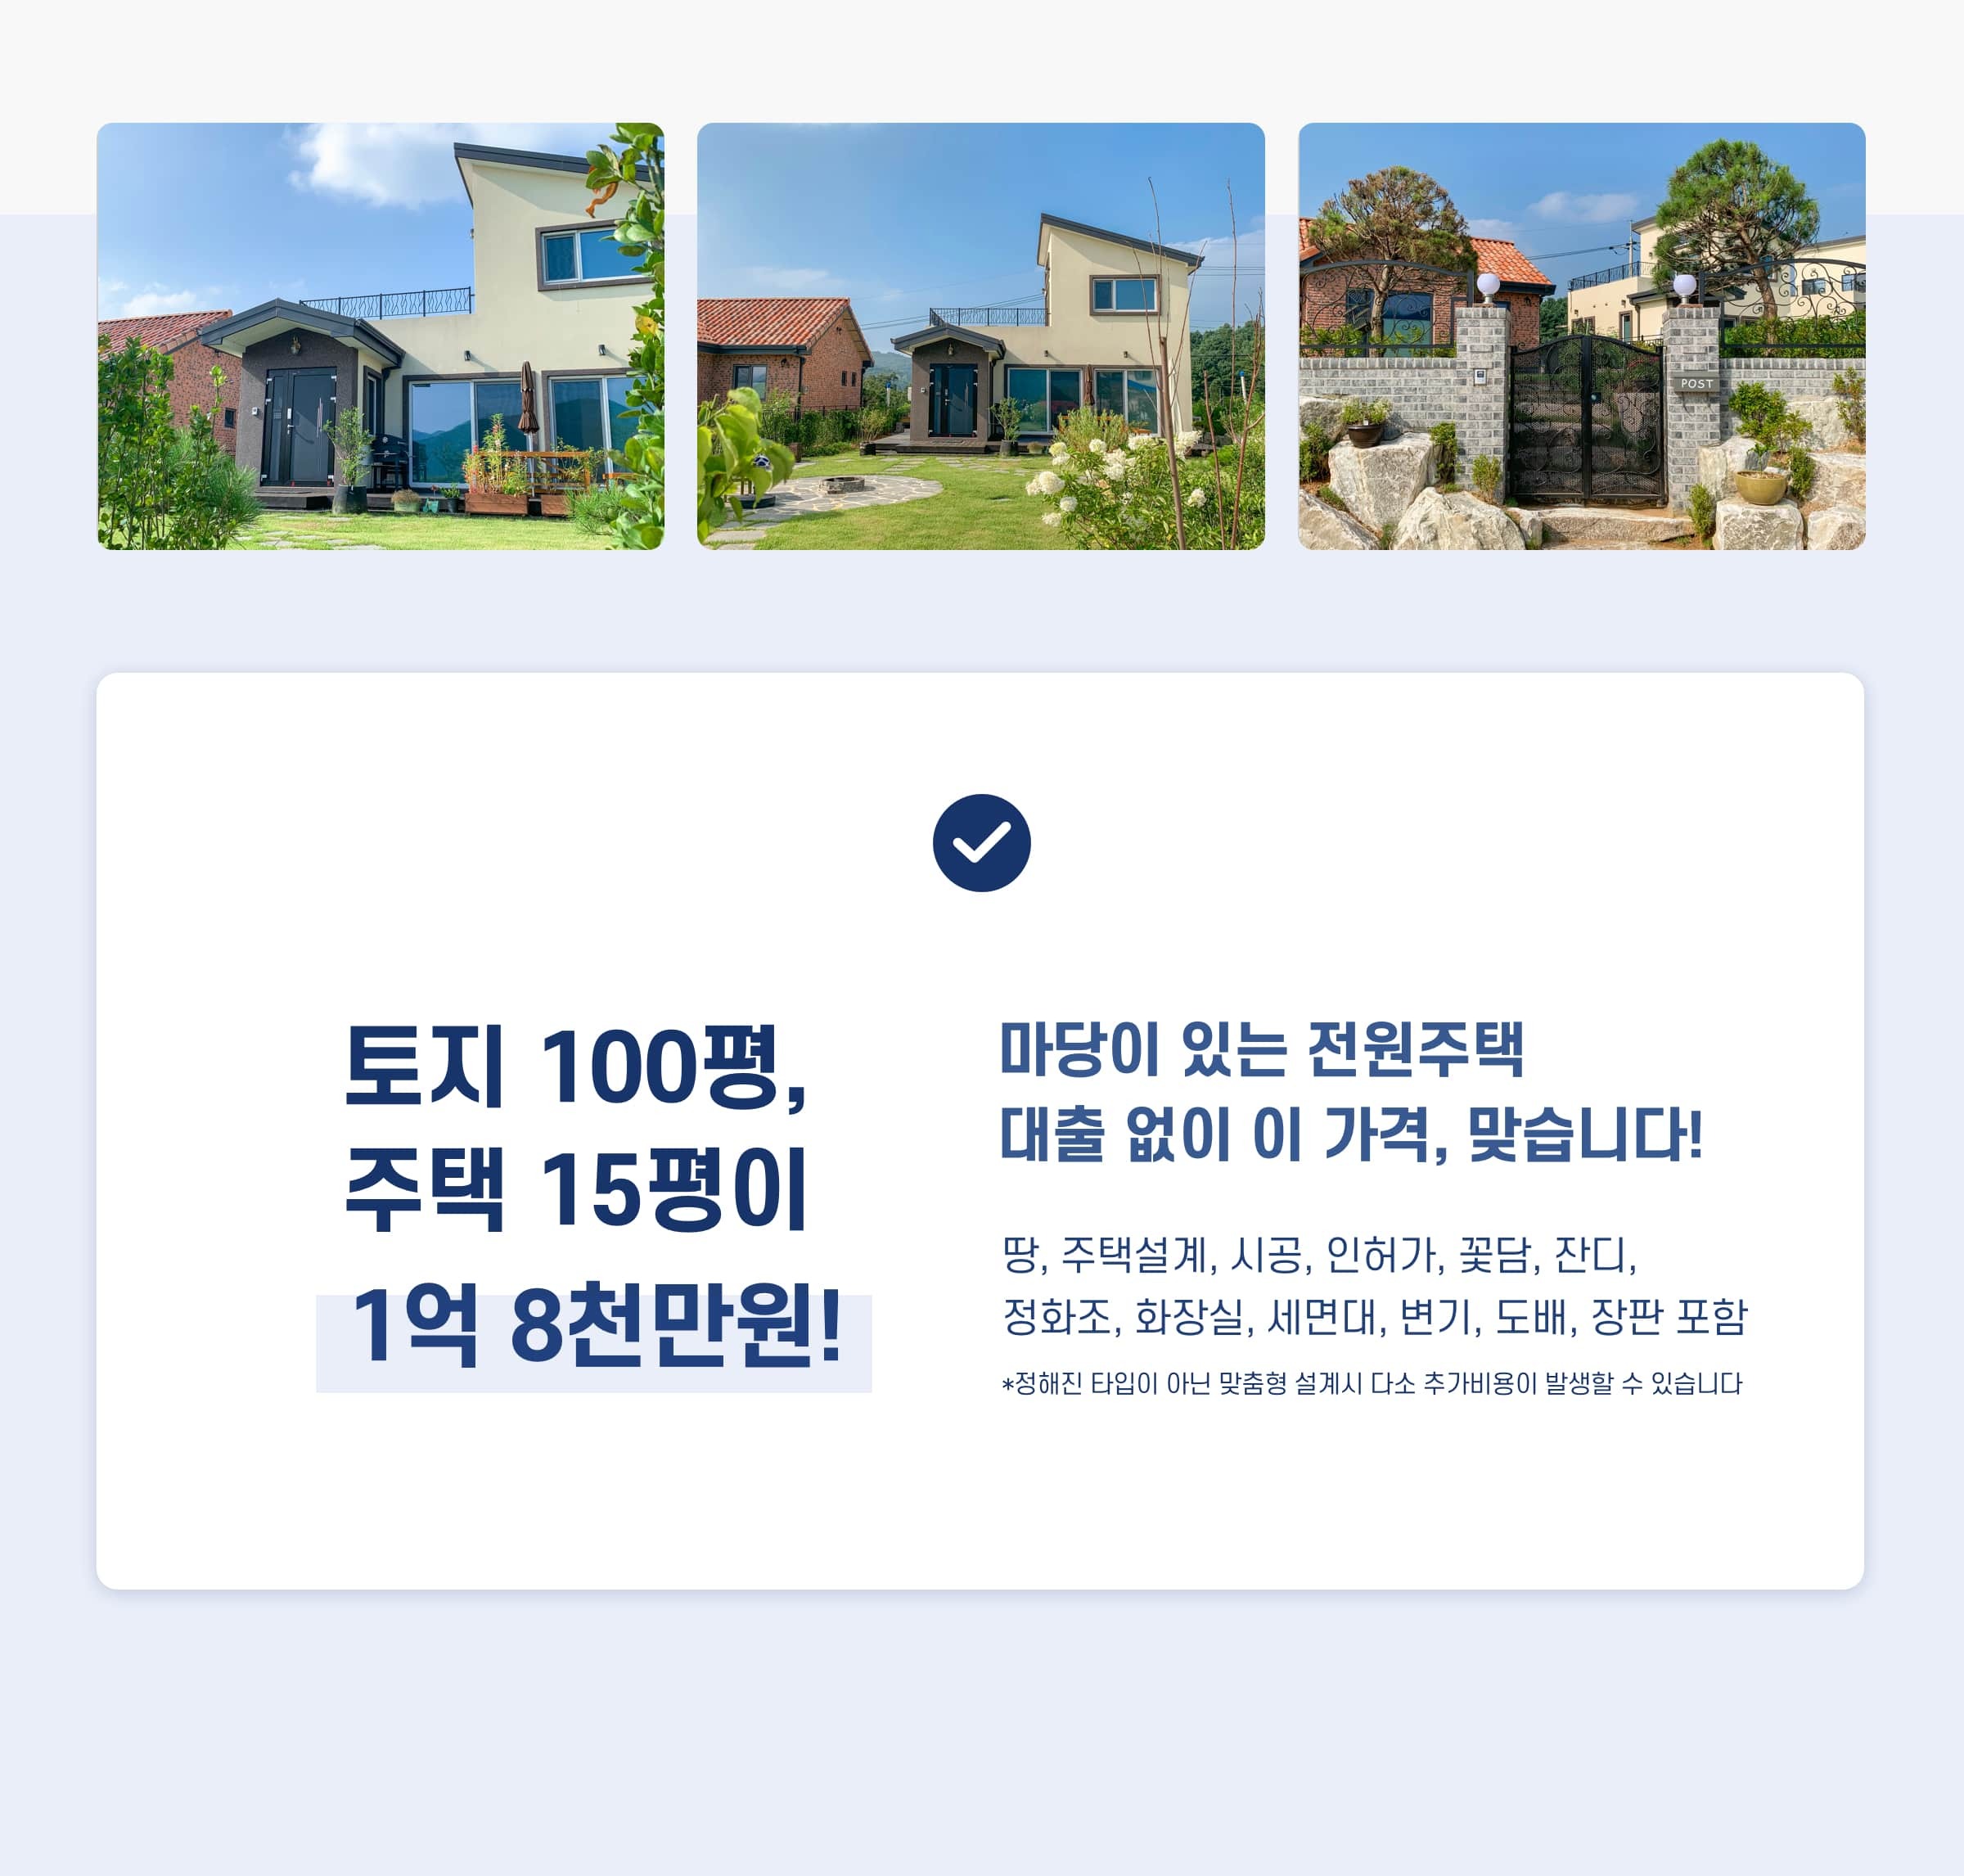 POST
토지 100평,
주택 15평이
1억 8천만원!
마당이 있는 전원주택
대출 없이 이 가격, 맞습니다!
땅, 주택설계, 시공, 인허가, 꽃담, 잔디,
정화조, 화장실, 세면대, 변기, 도배, 장판 포함
*정해진 타입이 아닌 맞춤형 설계시 다소 추가비용이 발생할 수 있습니다